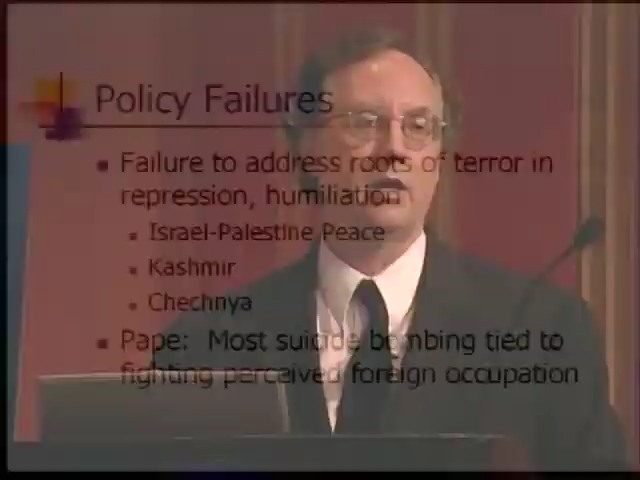 Policy Failures
Failure to address roots of terror in
repression, humiliation
Israel-Palestine Peace
Kashmir
Chechnya
Pape: Most suicide bombing tied to
fighting perceived foreign occupation